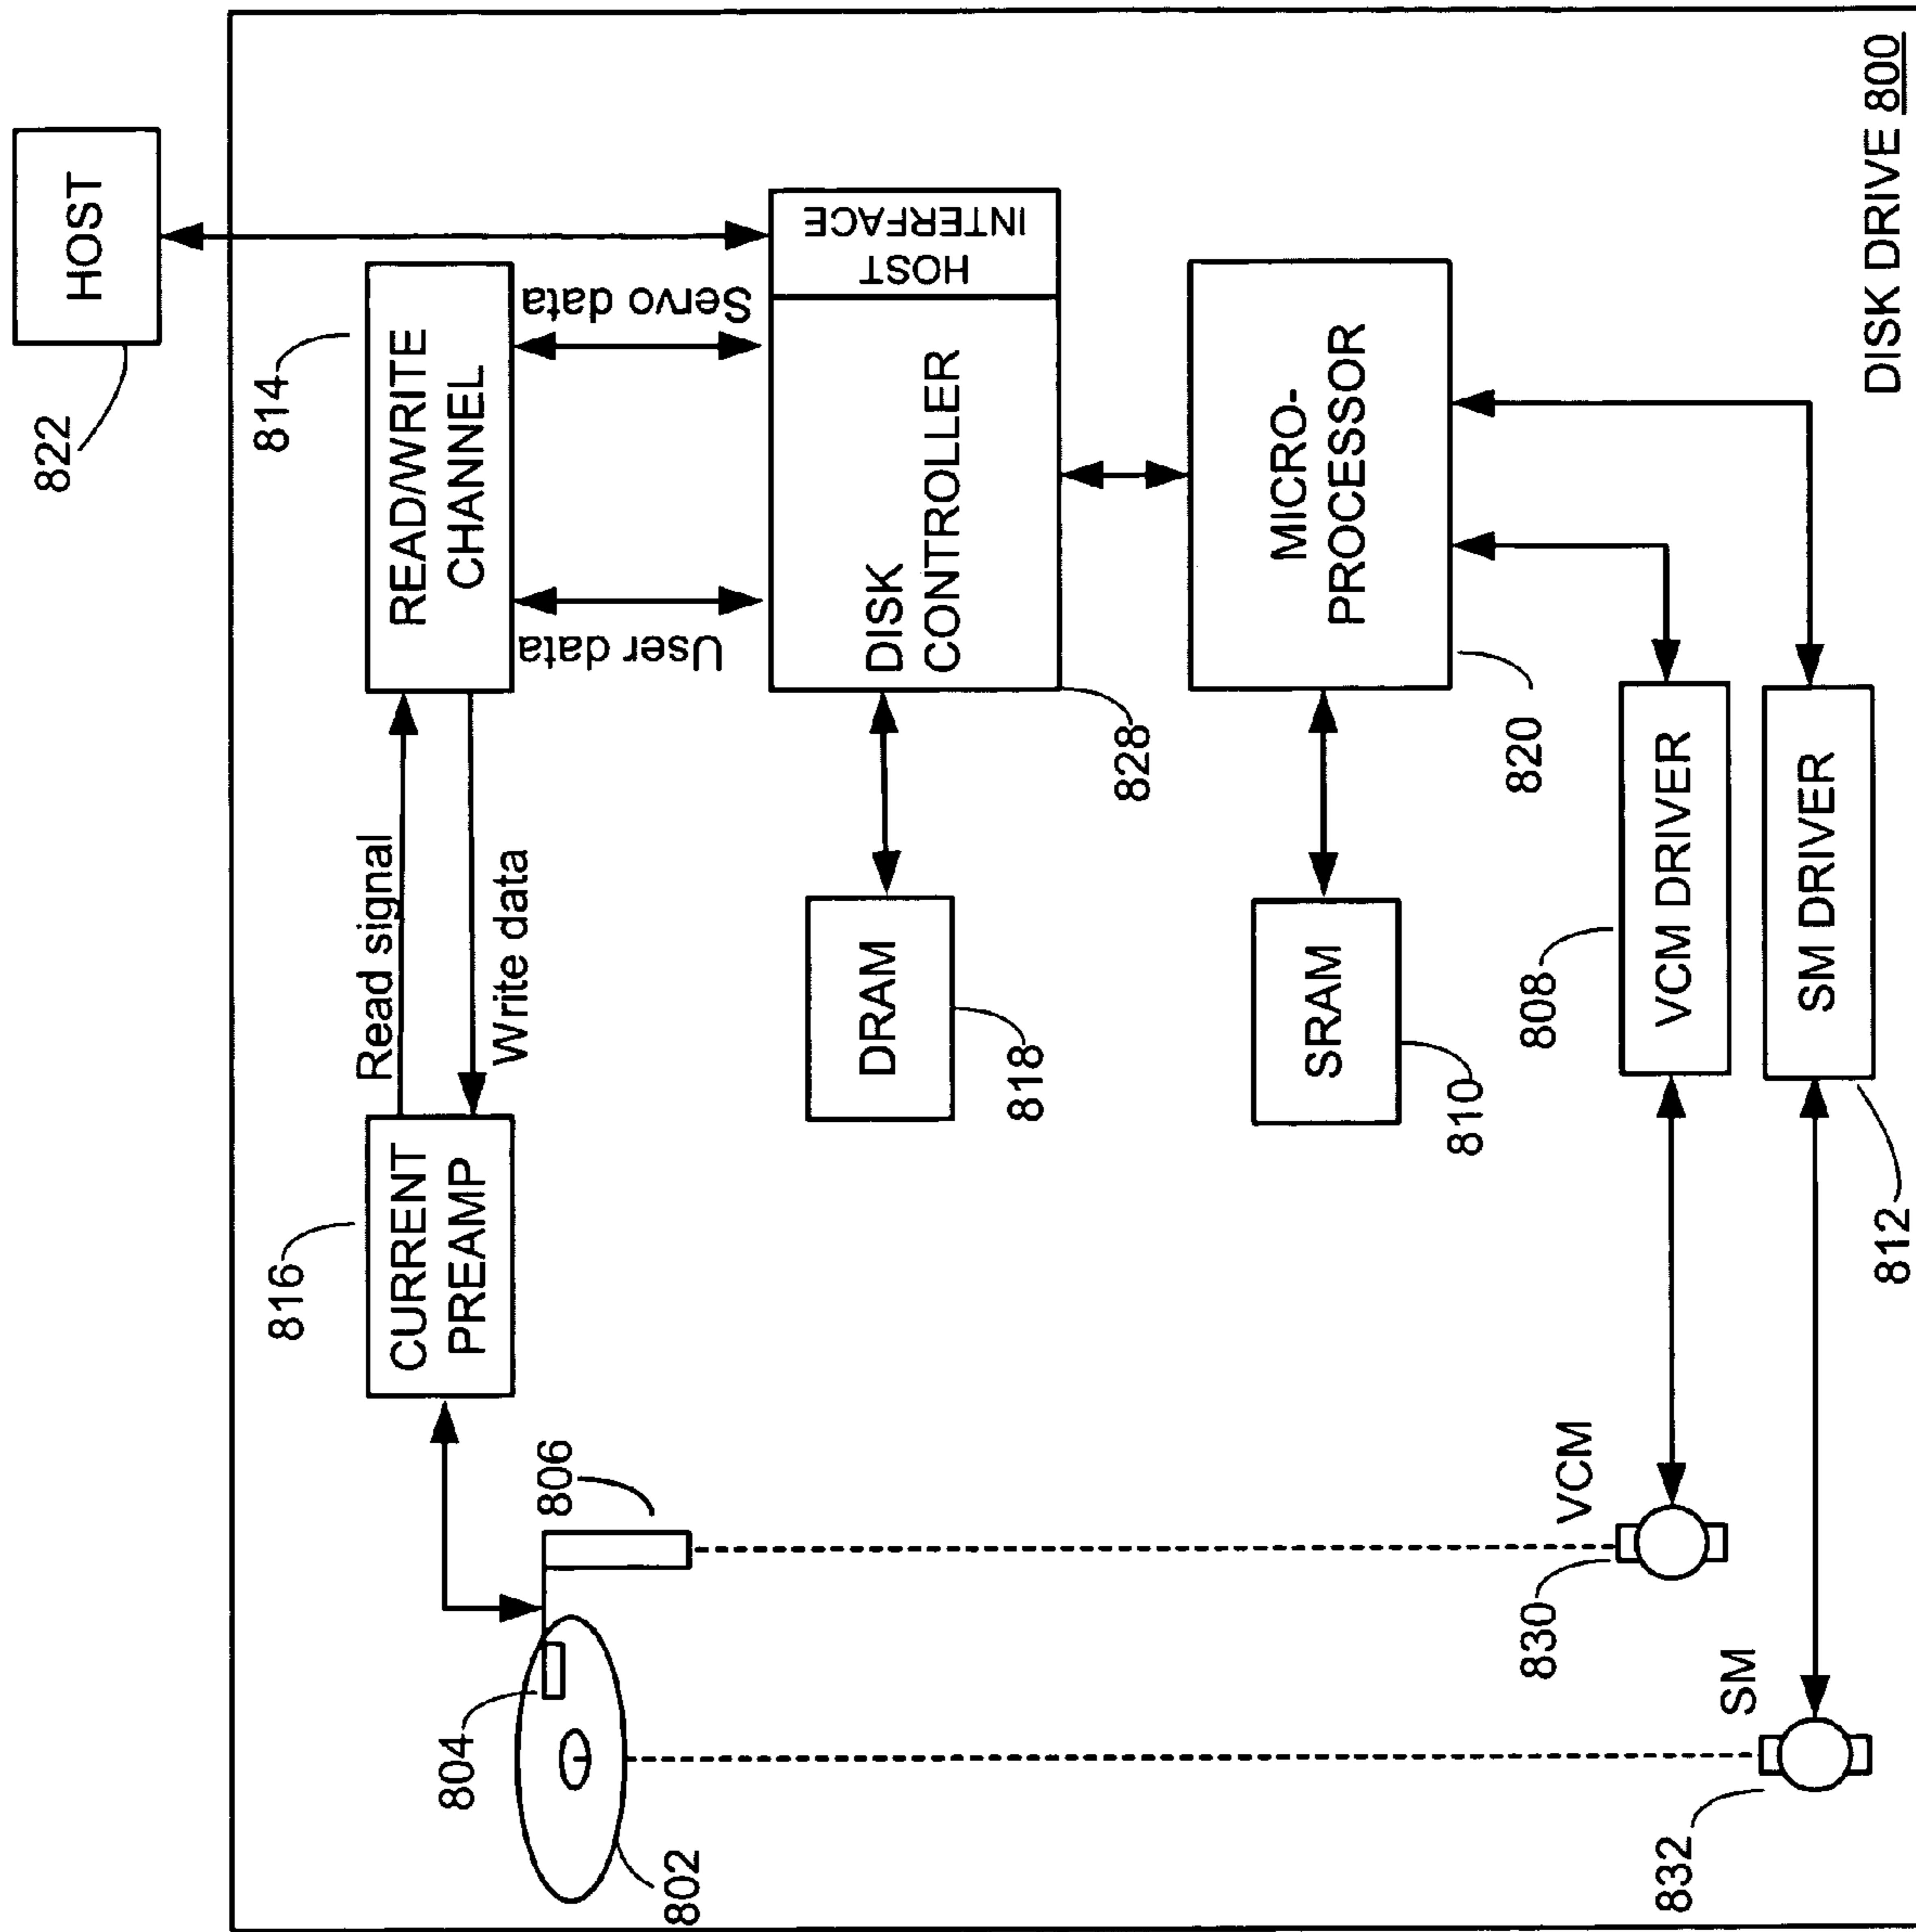 HOST
822
814
READ/WRITE
CHANNEL
816
CURRENT
PREAMP
Read signal
Write data
User data
Servo data
804
802
806
DRAM
818
DISK
CONTROLLER
HOST
INTERFACE
828
SRAM
810
MICRO-
PROCESSOR
820
830
VCM
808
VCM DRIVER
832
SM
812
SM DRIVER
DISK DRIVE 800